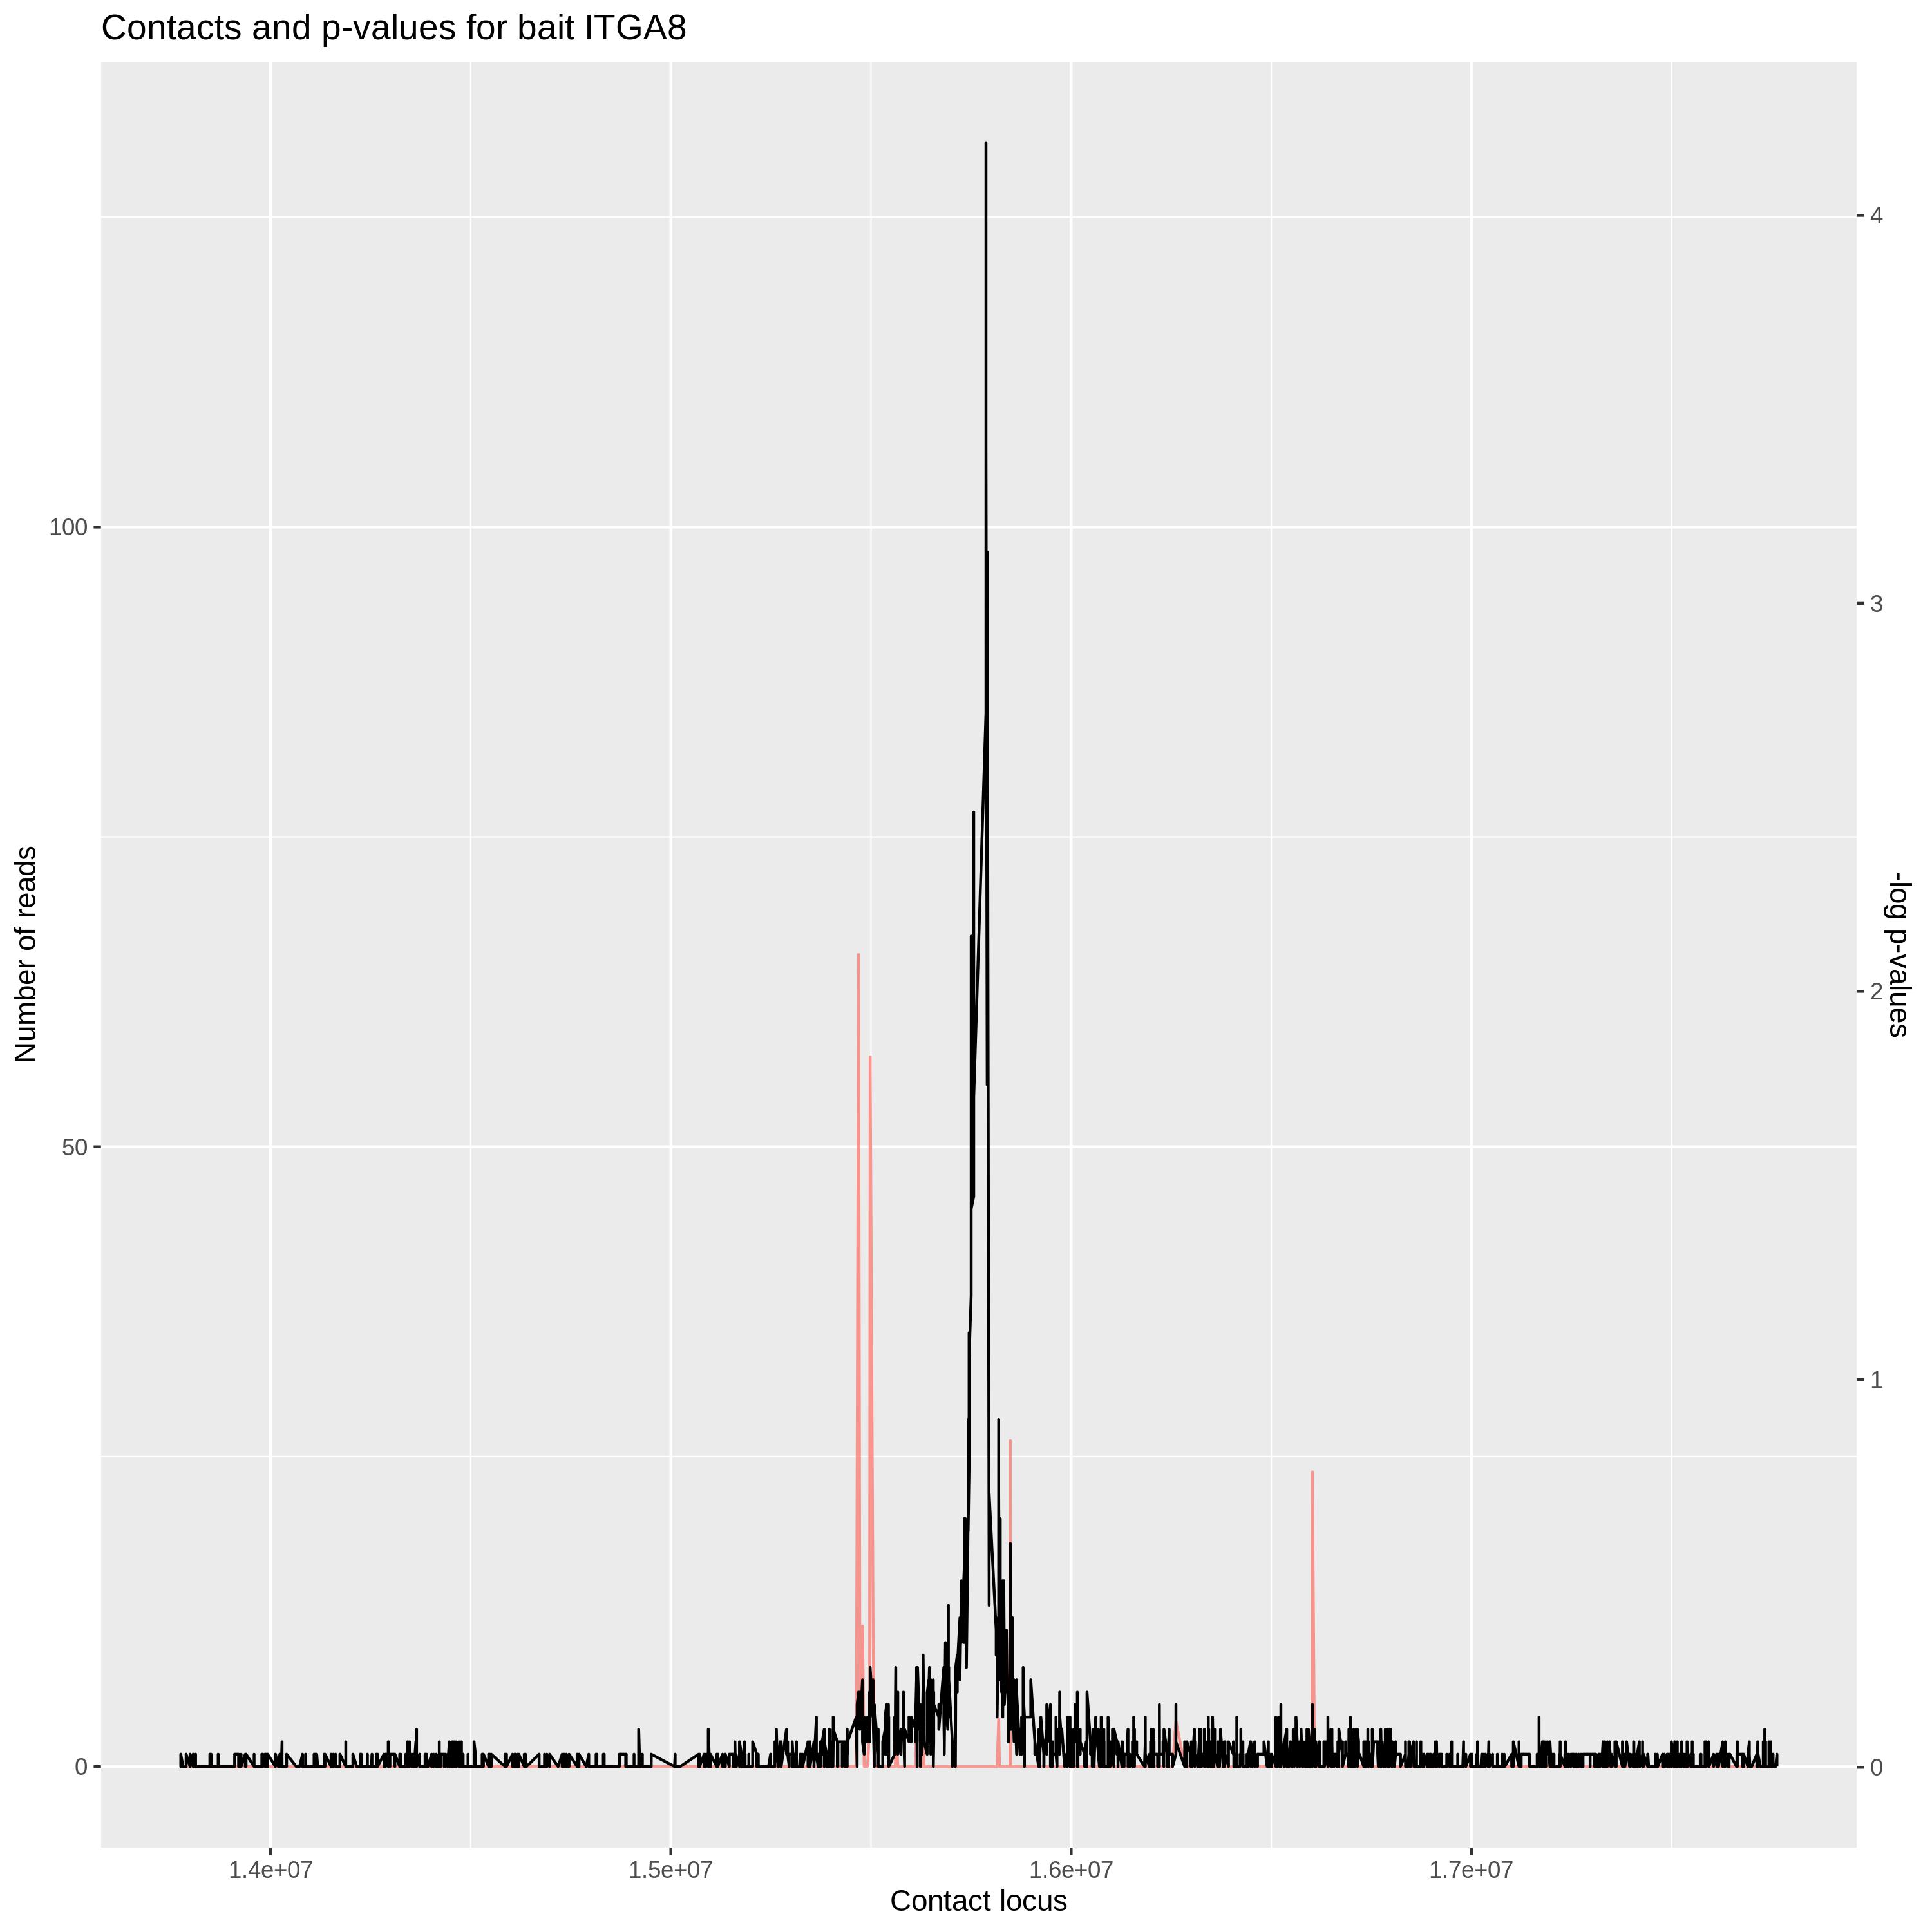 Contacts and p-values for bait ITGA8
Number of reads
100
50
0
4
3
2
1
0
-log p-values
1.4e+07
1.5e+07
1.6e+07
1.7e+07
Contact locus